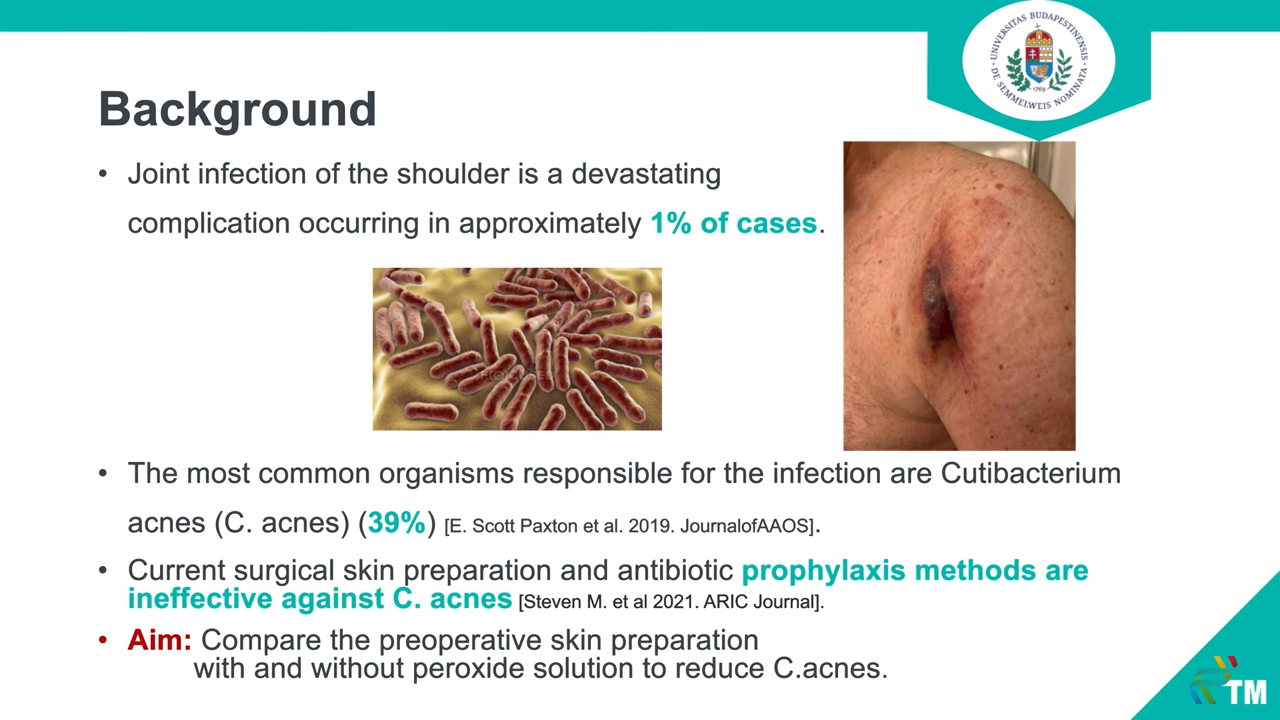 UNIVERSITAS BUDAPESTINENSIS
DE SEMMELWEIS NOMINATA
1769
Background
• Joint infection of the shoulder is a devastating
complication occurring in approximately 1% of cases.
• The most common organisms responsible for the infection are Cutibacterium
acnes (C. acnes) (39%) [E. Scott Paxton et al. 2019. JournalofAAOS].
• Current surgical skin preparation and antibiotic prophylaxis methods are
ineffective against C. acnes [Steven M. et al 2021. ARIC Journal].
• Aim: Compare the preoperative skin preparation
with and without peroxide solution to reduce C.acnes.
TM